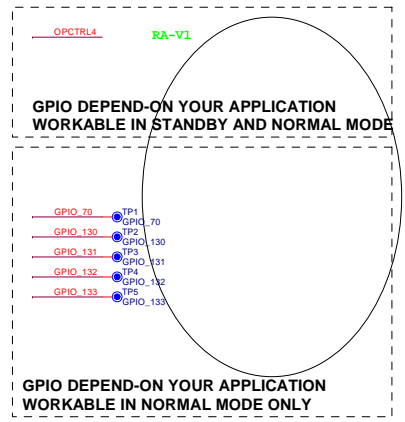 OPCTRL4 RA-V1
GPIO DEPEND-ON YOUR APPLICATION
WORKABLE IN STANDBY AND NORMAL MODE
GPIO_70 TP1
GPIO_70
GPIO_130 TP2
GPIO_130
GPIO_131 TP3
GPIO_131
GPIO_132 TP4
GPIO_132
GPIO_133 TP5
GPIO_133
GPIO DEPEND-ON YOUR APPLICATION
WORKABLE IN NORMAL MODE ONLY